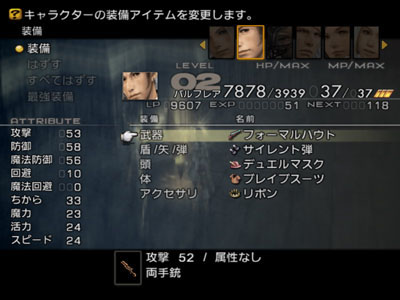 キャラクターの装備アイテムを変更します。
装備
装備
はずす
すべてはずす
最強装備
LEVEL 02
HP/MAX MP/MAX
バルフレア 7878/3939 037/037
LP 9607 EXP 51 NEXT 118
ATTRIBUTE
攻撃 053
防御 058
魔法防御 056
回避 010
魔法回避 000
ちから 33
魔力 23
活力 24
スピード 24
装備 名前
武器 フォーマルハウト
盾/矢/弾 サイレント弾
頭 デュエルマスク
体 ブレイブスーツ
アクセサリ リボン
攻撃 52 / 属性なし
両手銃